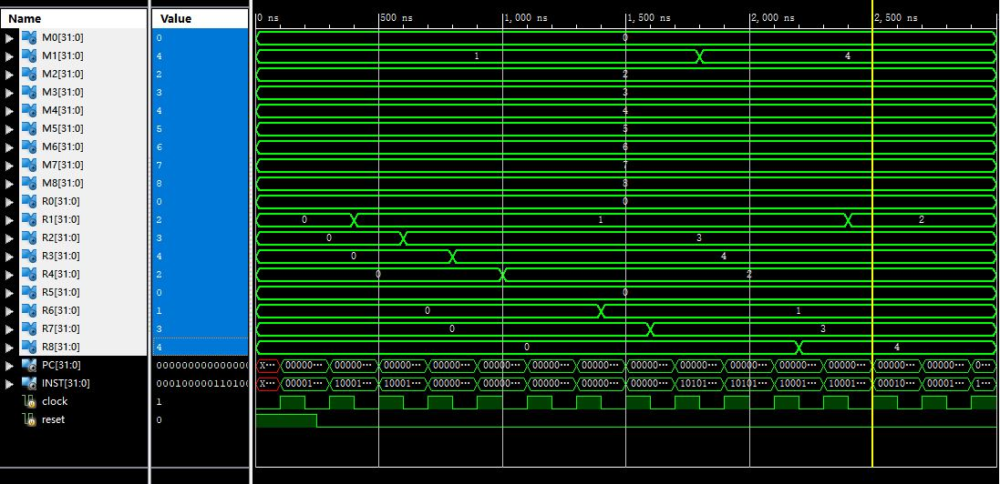 Name Value 0 ns 500 ns 1,000 ns 1,500 ns 2,000 ns 2,500 ns
M0[31:0] 0 0
M1[31:0] 4 1 4
M2[31:0] 2 2
M3[31:0] 3 3
M4[31:0] 4 4
M5[31:0] 5 5
M6[31:0] 6 6
M7[31:0] 7 7
M8[31:0] 8 8
R0[31:0] 0 0
R1[31:0] 2 0 1 2
R2[31:0] 3 0 3
R3[31:0] 4 0 4
R4[31:0] 2 0 2
R5[31:0] 0 0
R6[31:0] 1 0 1
R7[31:0] 3 0 3
R8[31:0] 4 0 4
PC[31:0] 000000000000000 X··· 00000··· 00000··· 00000··· 00000··· 00000··· 00000··· 00000··· 00000··· 00000··· 00000··· 00000··· 00000··· 00000··· 00000··· 0···
INST[31:0] 000100000110100 X··· 00001··· 10001··· 10001··· 00000··· 00000··· 00000··· 00000··· 00000··· 10101··· 10101··· 10001··· 10001··· 00010··· 00001··· 1···
clock 1
reset 0